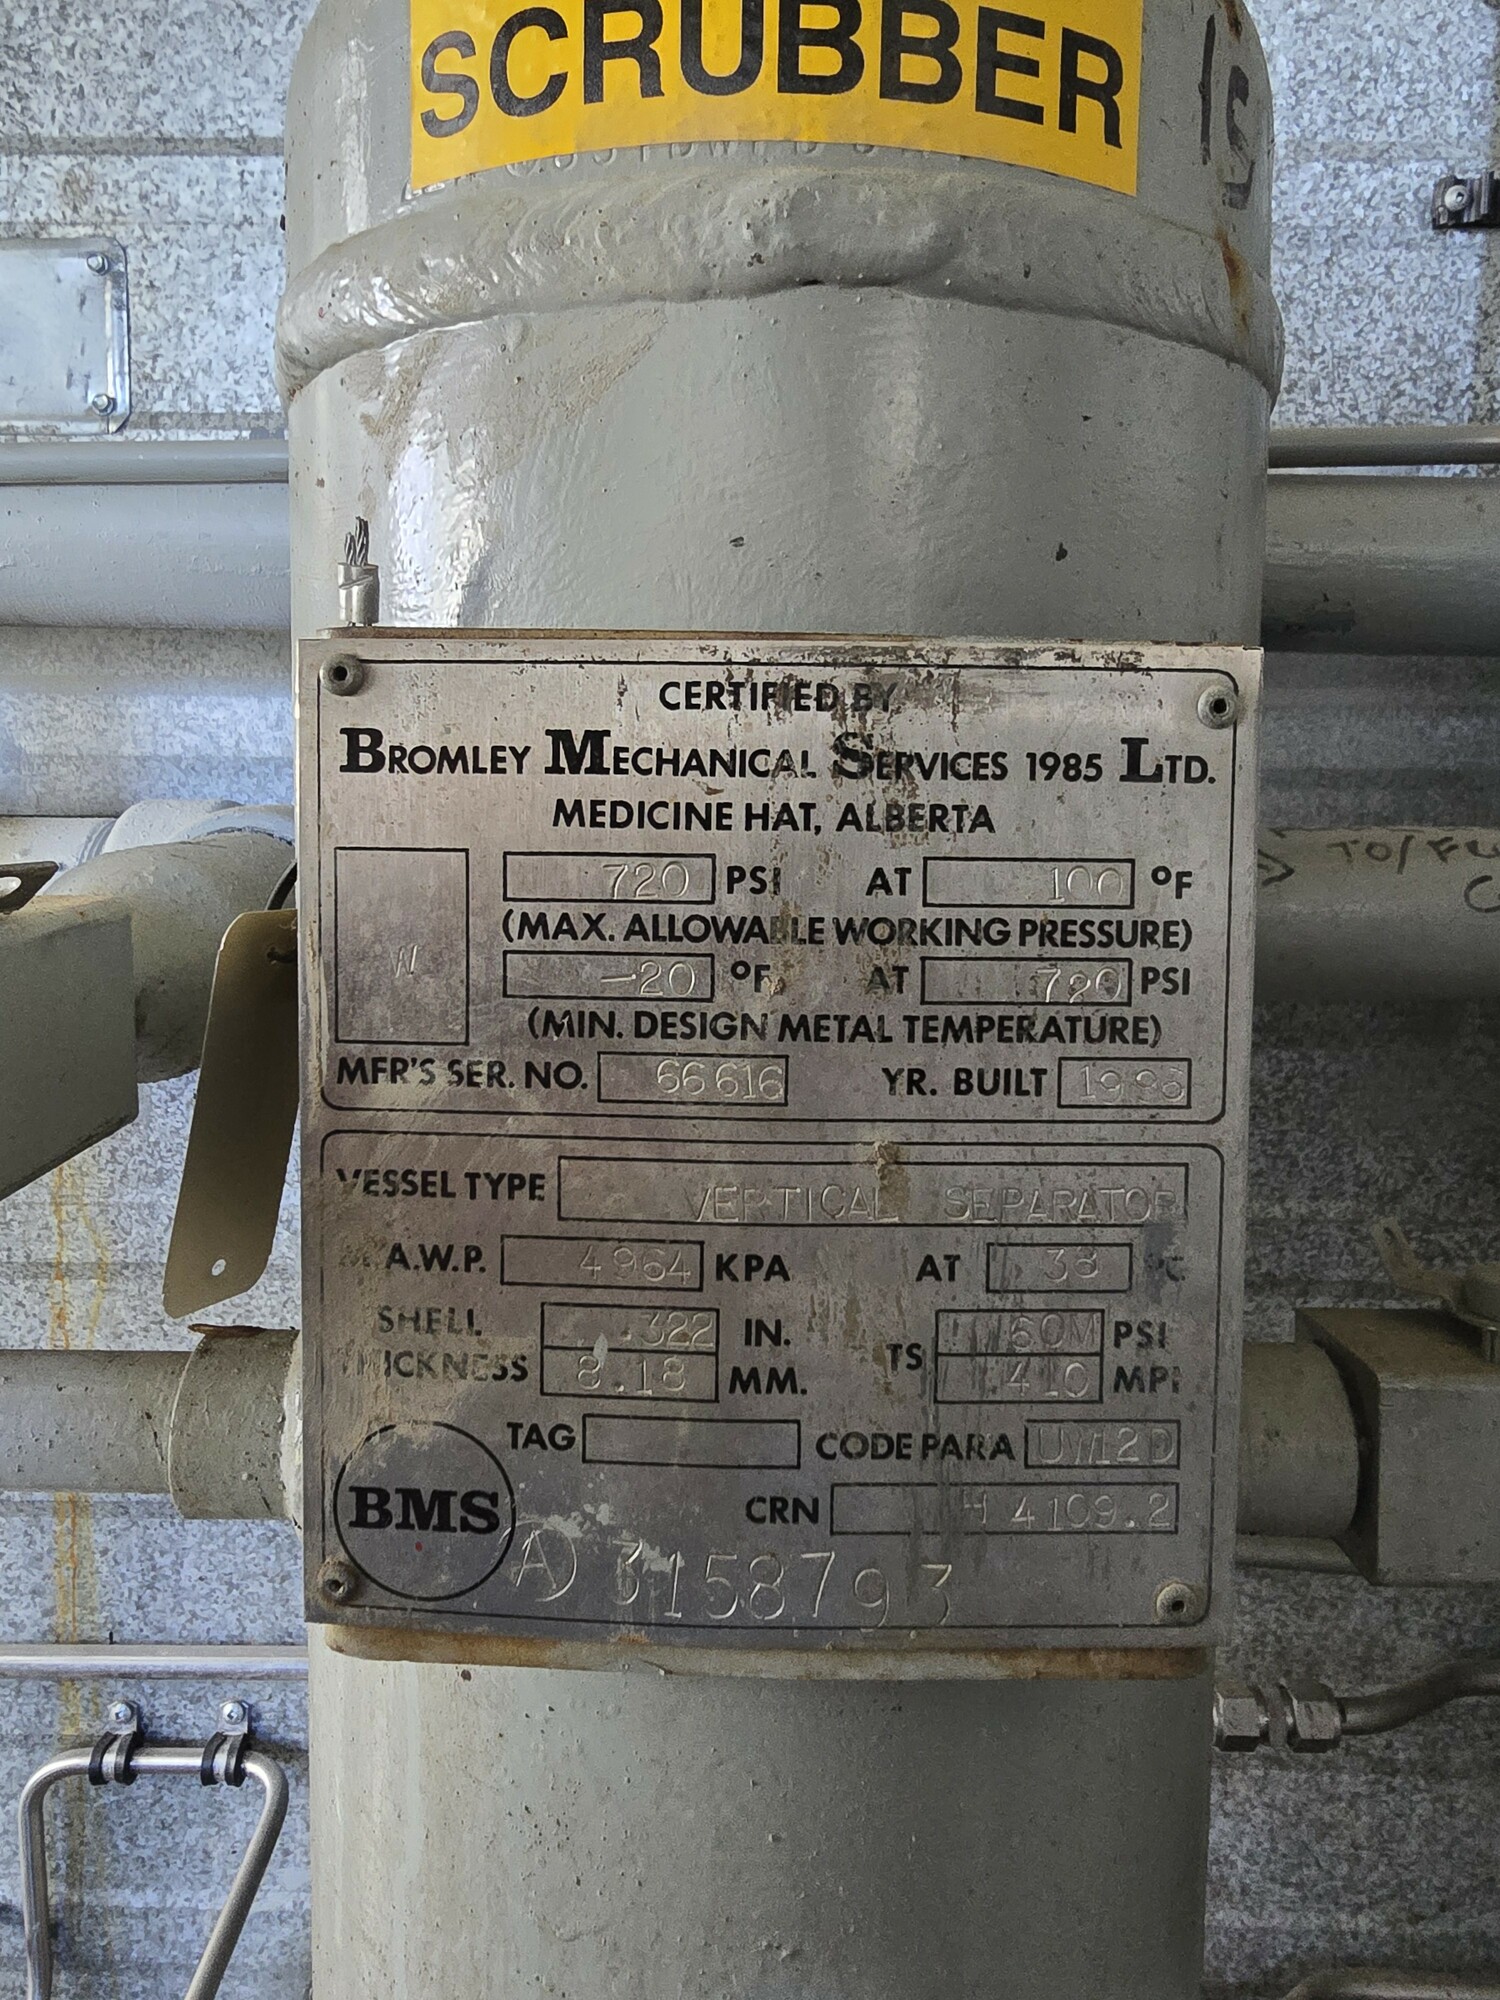 SCRUBBER
CERTIFIED BY
BROMLEY MECHANICAL SERVICES 1985 LTD.
MEDICINE HAT, ALBERTA
720 PSI AT 100 °F
(MAX. ALLOWABLE WORKING PRESSURE)
W
-20 °F AT 720 PSI
(MIN. DESIGN METAL TEMPERATURE)
MFR'S SER. NO. 66616 YR. BUILT
VESSEL TYPE VERTICAL SEPARATOR
M.A.W.P. 4964 KPA AT 38 °C
SHELL THICKNESS .322 IN. TS 60M PSI
8.18 MM. 410 MPI
TAG CODE PARA UW12D
BMS CRN H4109.2
A) 3158793
TO/